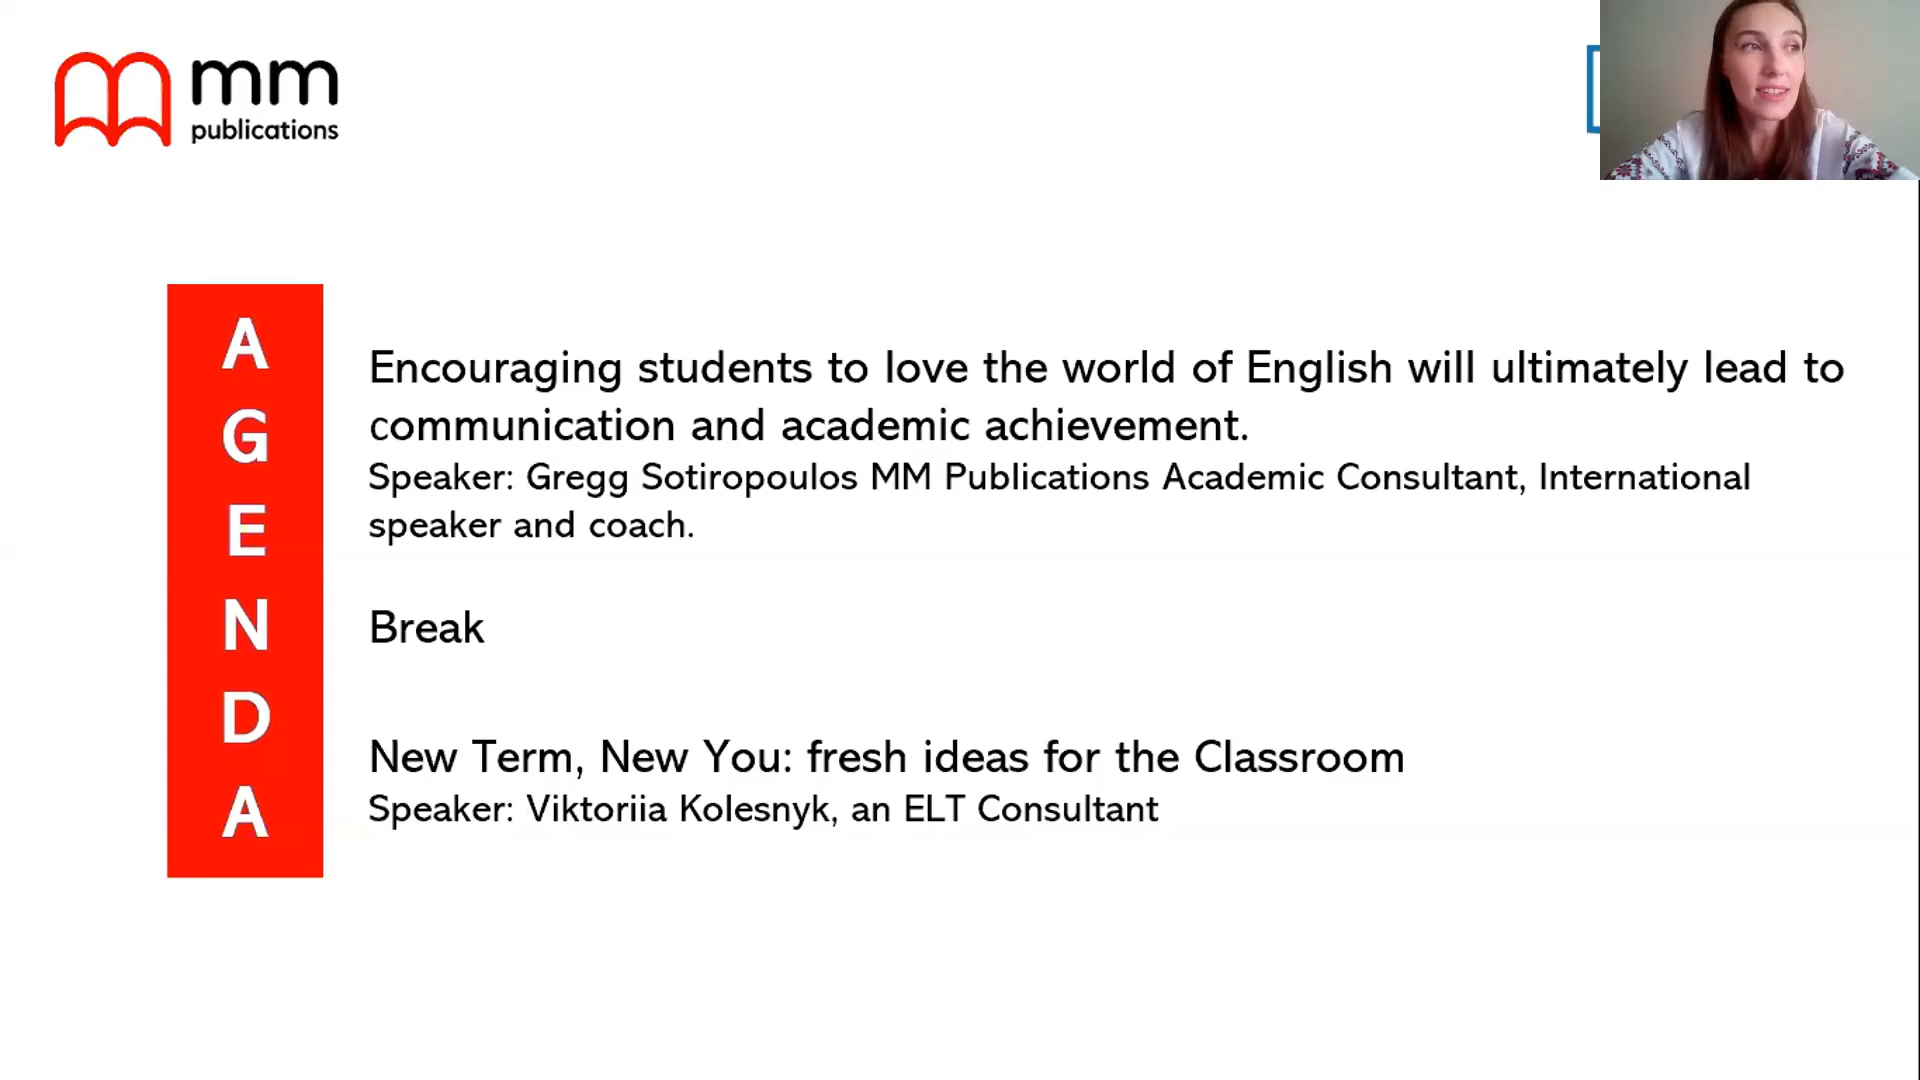 mm
publications
AGENDA
Encouraging students to love the world of English will ultimately lead to
communication and academic achievement.
Speaker: Gregg Sotiropoulos MM Publications Academic Consultant, International
speaker and coach.
Break
New Term, New You: fresh ideas for the Classroom
Speaker: Viktoriia Kolesnyk, an ELT Consultant